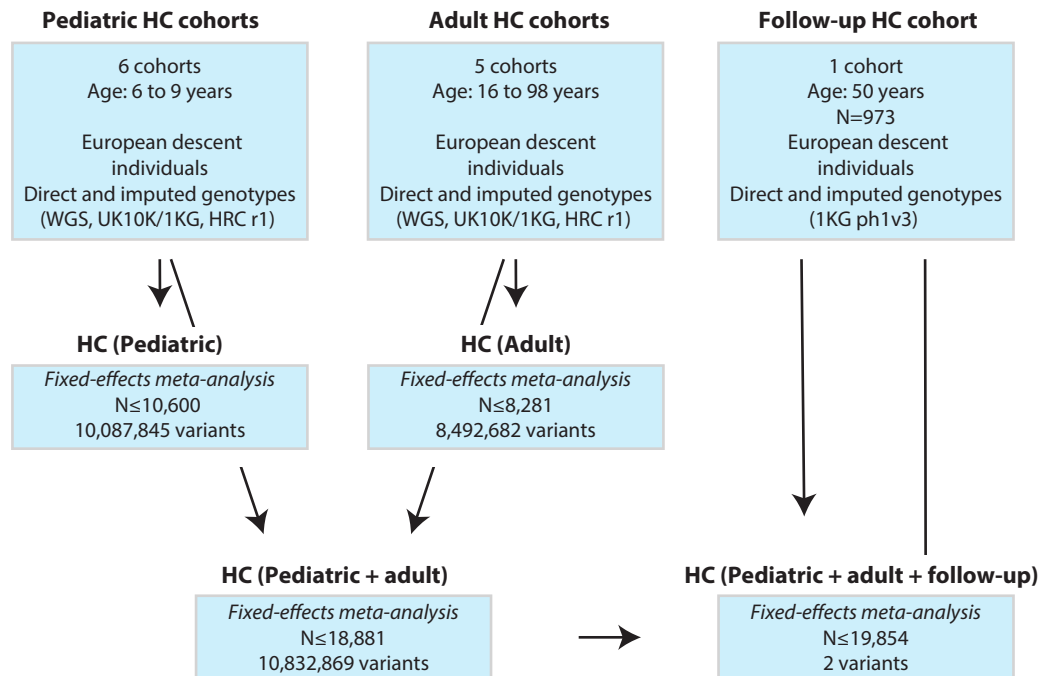 Pediatric HC cohorts
6 cohorts
Age: 6 to 9 years
European descent
individuals
Direct and imputed genotypes
(WGS, UK10K/1KG, HRC r1)
Adult HC cohorts
5 cohorts
Age: 16 to 98 years
European descent
individuals
Direct and imputed genotypes
(WGS, UK10K/1KG, HRC r1)
Follow-up HC cohort
1 cohort
Age: 50 years
N=973
European descent
individuals
Direct and imputed genotypes
(1KG ph1v3)
HC (Pediatric)
Fixed-effects meta-analysis
N≤10,600
10,087,845 variants
HC (Adult)
Fixed-effects meta-analysis
N≤8,281
8,492,682 variants
HC (Pediatric + adult)
Fixed-effects meta-analysis
N≤18,881
10,832,869 variants
HC (Pediatric + adult + follow-up)
Fixed-effects meta-analysis
N≤19,854
2 variants